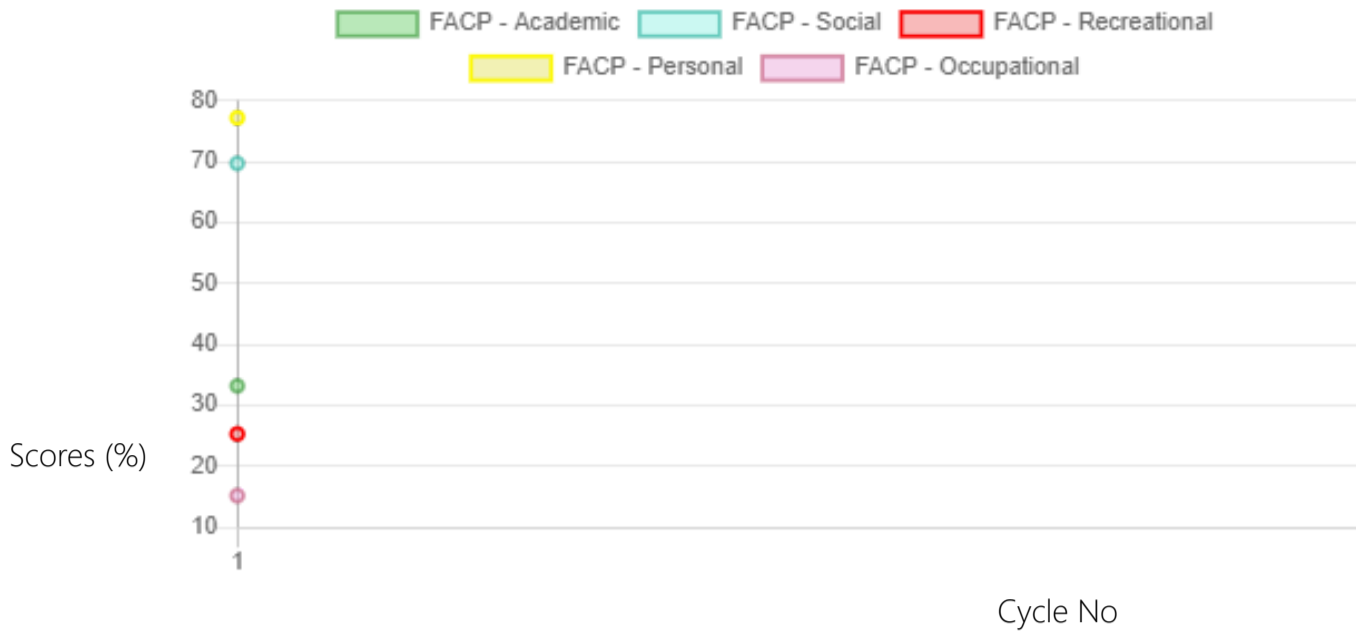 FACP - Academic FACP - Social FACP - Recreational
FACP - Personal FACP - Occupational
80
70
60
50
40
30
Scores (%)
20
10
1
Cycle No